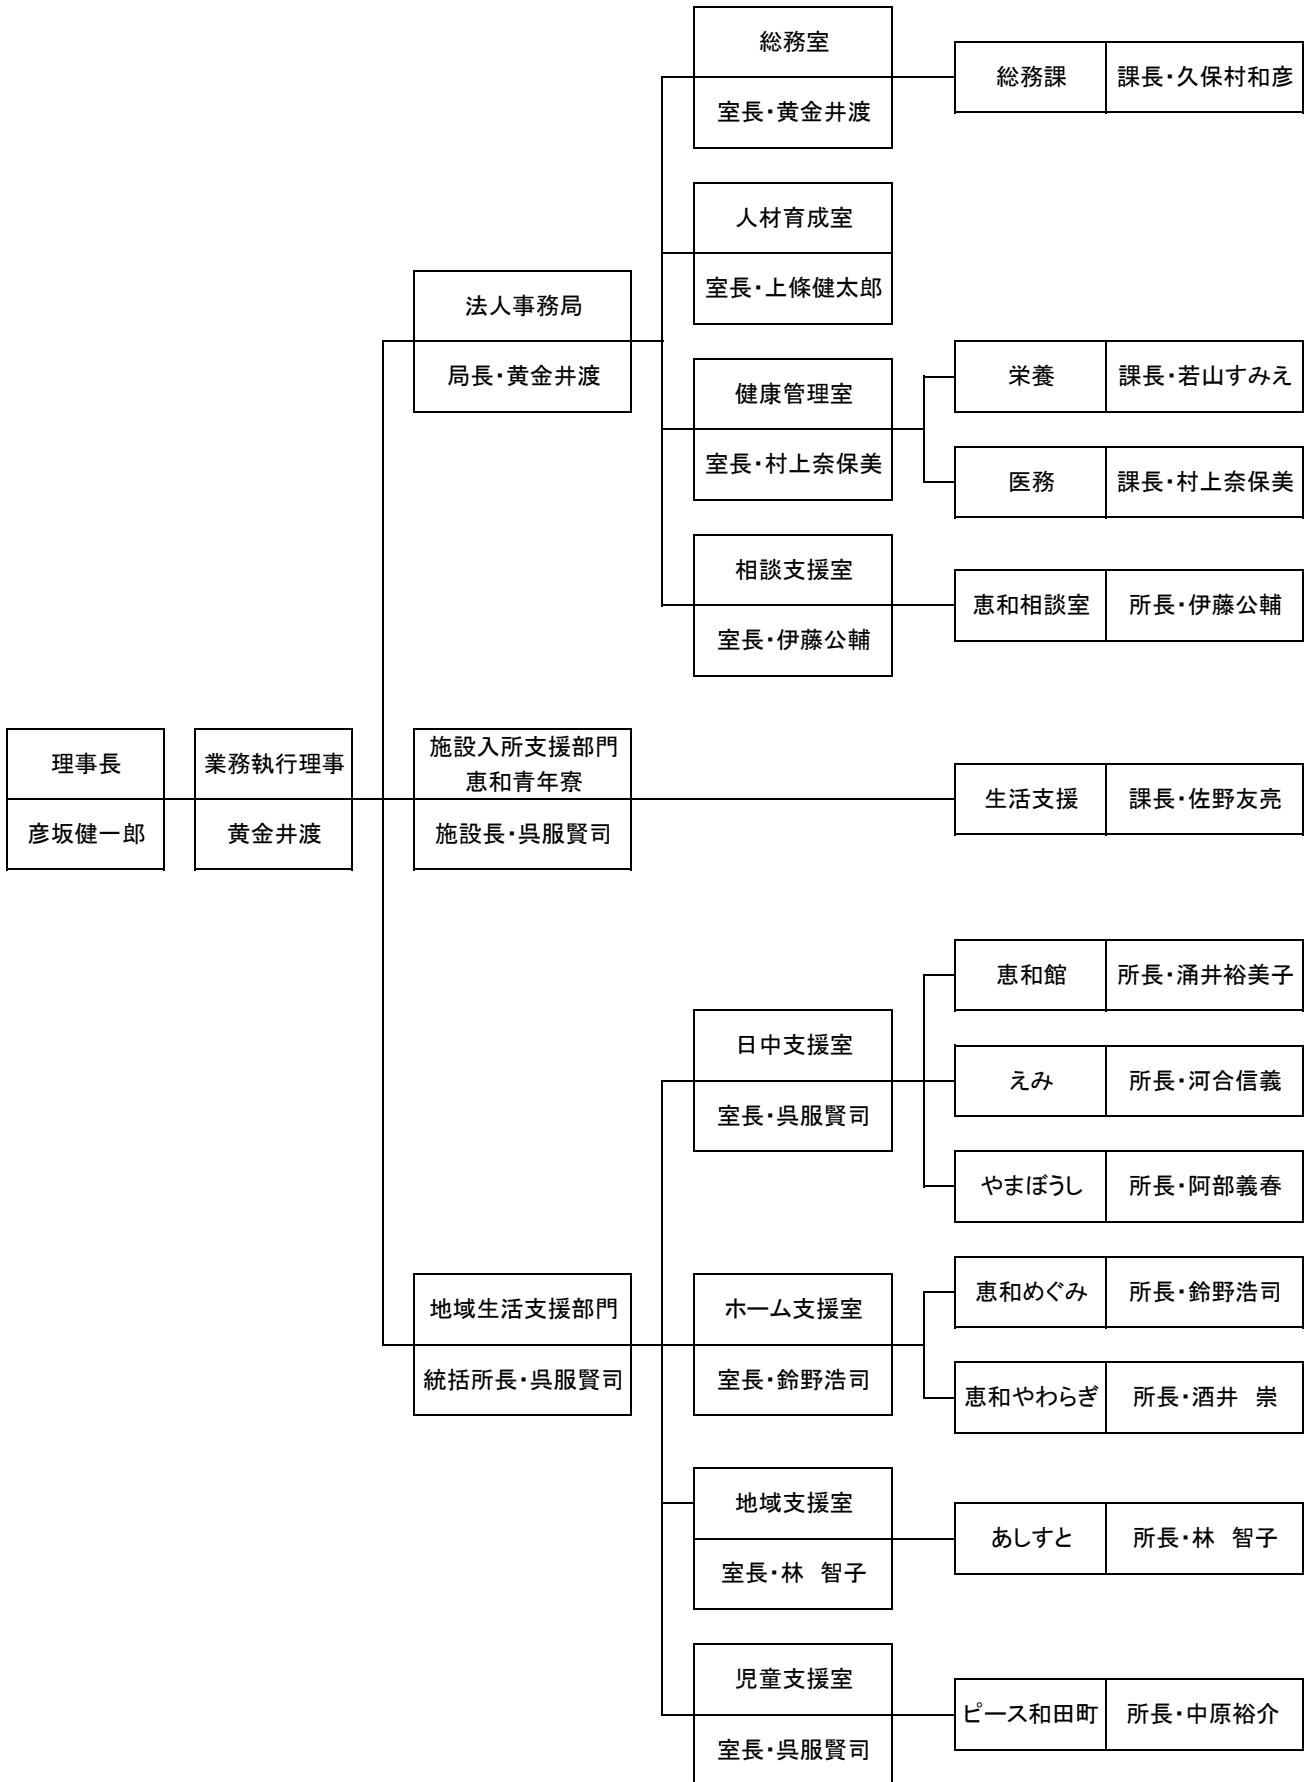 総務室
室長・黄金井渡
総務課
課長・久保村和彦
人材育成室
室長・上條健太郎
法人事務局
局長・黄金井渡
健康管理室
室長・村上奈保美
栄養
課長・若山すみえ
医務
課長・村上奈保美
相談支援室
室長・伊藤公輔
恵和相談室
所長・伊藤公輔
理事長
彦坂健一郎
業務執行理事
黄金井渡
施設入所支援部門
恵和青年寮
施設長・呉服賢司
生活支援
課長・佐野友亮
地域生活支援部門
統括所長・呉服賢司
日中支援室
室長・呉服賢司
恵和館
所長・涌井裕美子
えみ
所長・河合信義
やまぼうし
所長・阿部義春
ホーム支援室
室長・鈴野浩司
恵和めぐみ
所長・鈴野浩司
恵和やわらぎ
所長・酒井　崇
地域支援室
室長・林　智子
あしすと
所長・林　智子
児童支援室
室長・呉服賢司
ピース和田町
所長・中原裕介